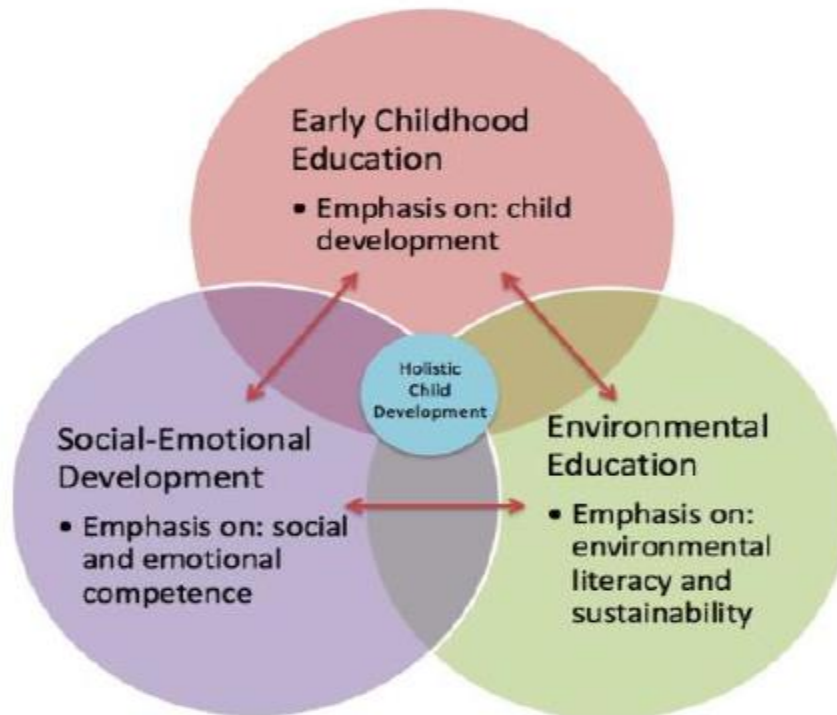 Early Childhood
Education
• Emphasis on: child
development
Holistic
Child
Development
Social-Emotional
Development
• Emphasis on: social
and emotional
competence
Environmental
Education
• Emphasis on:
environmental
literacy and
sustainability